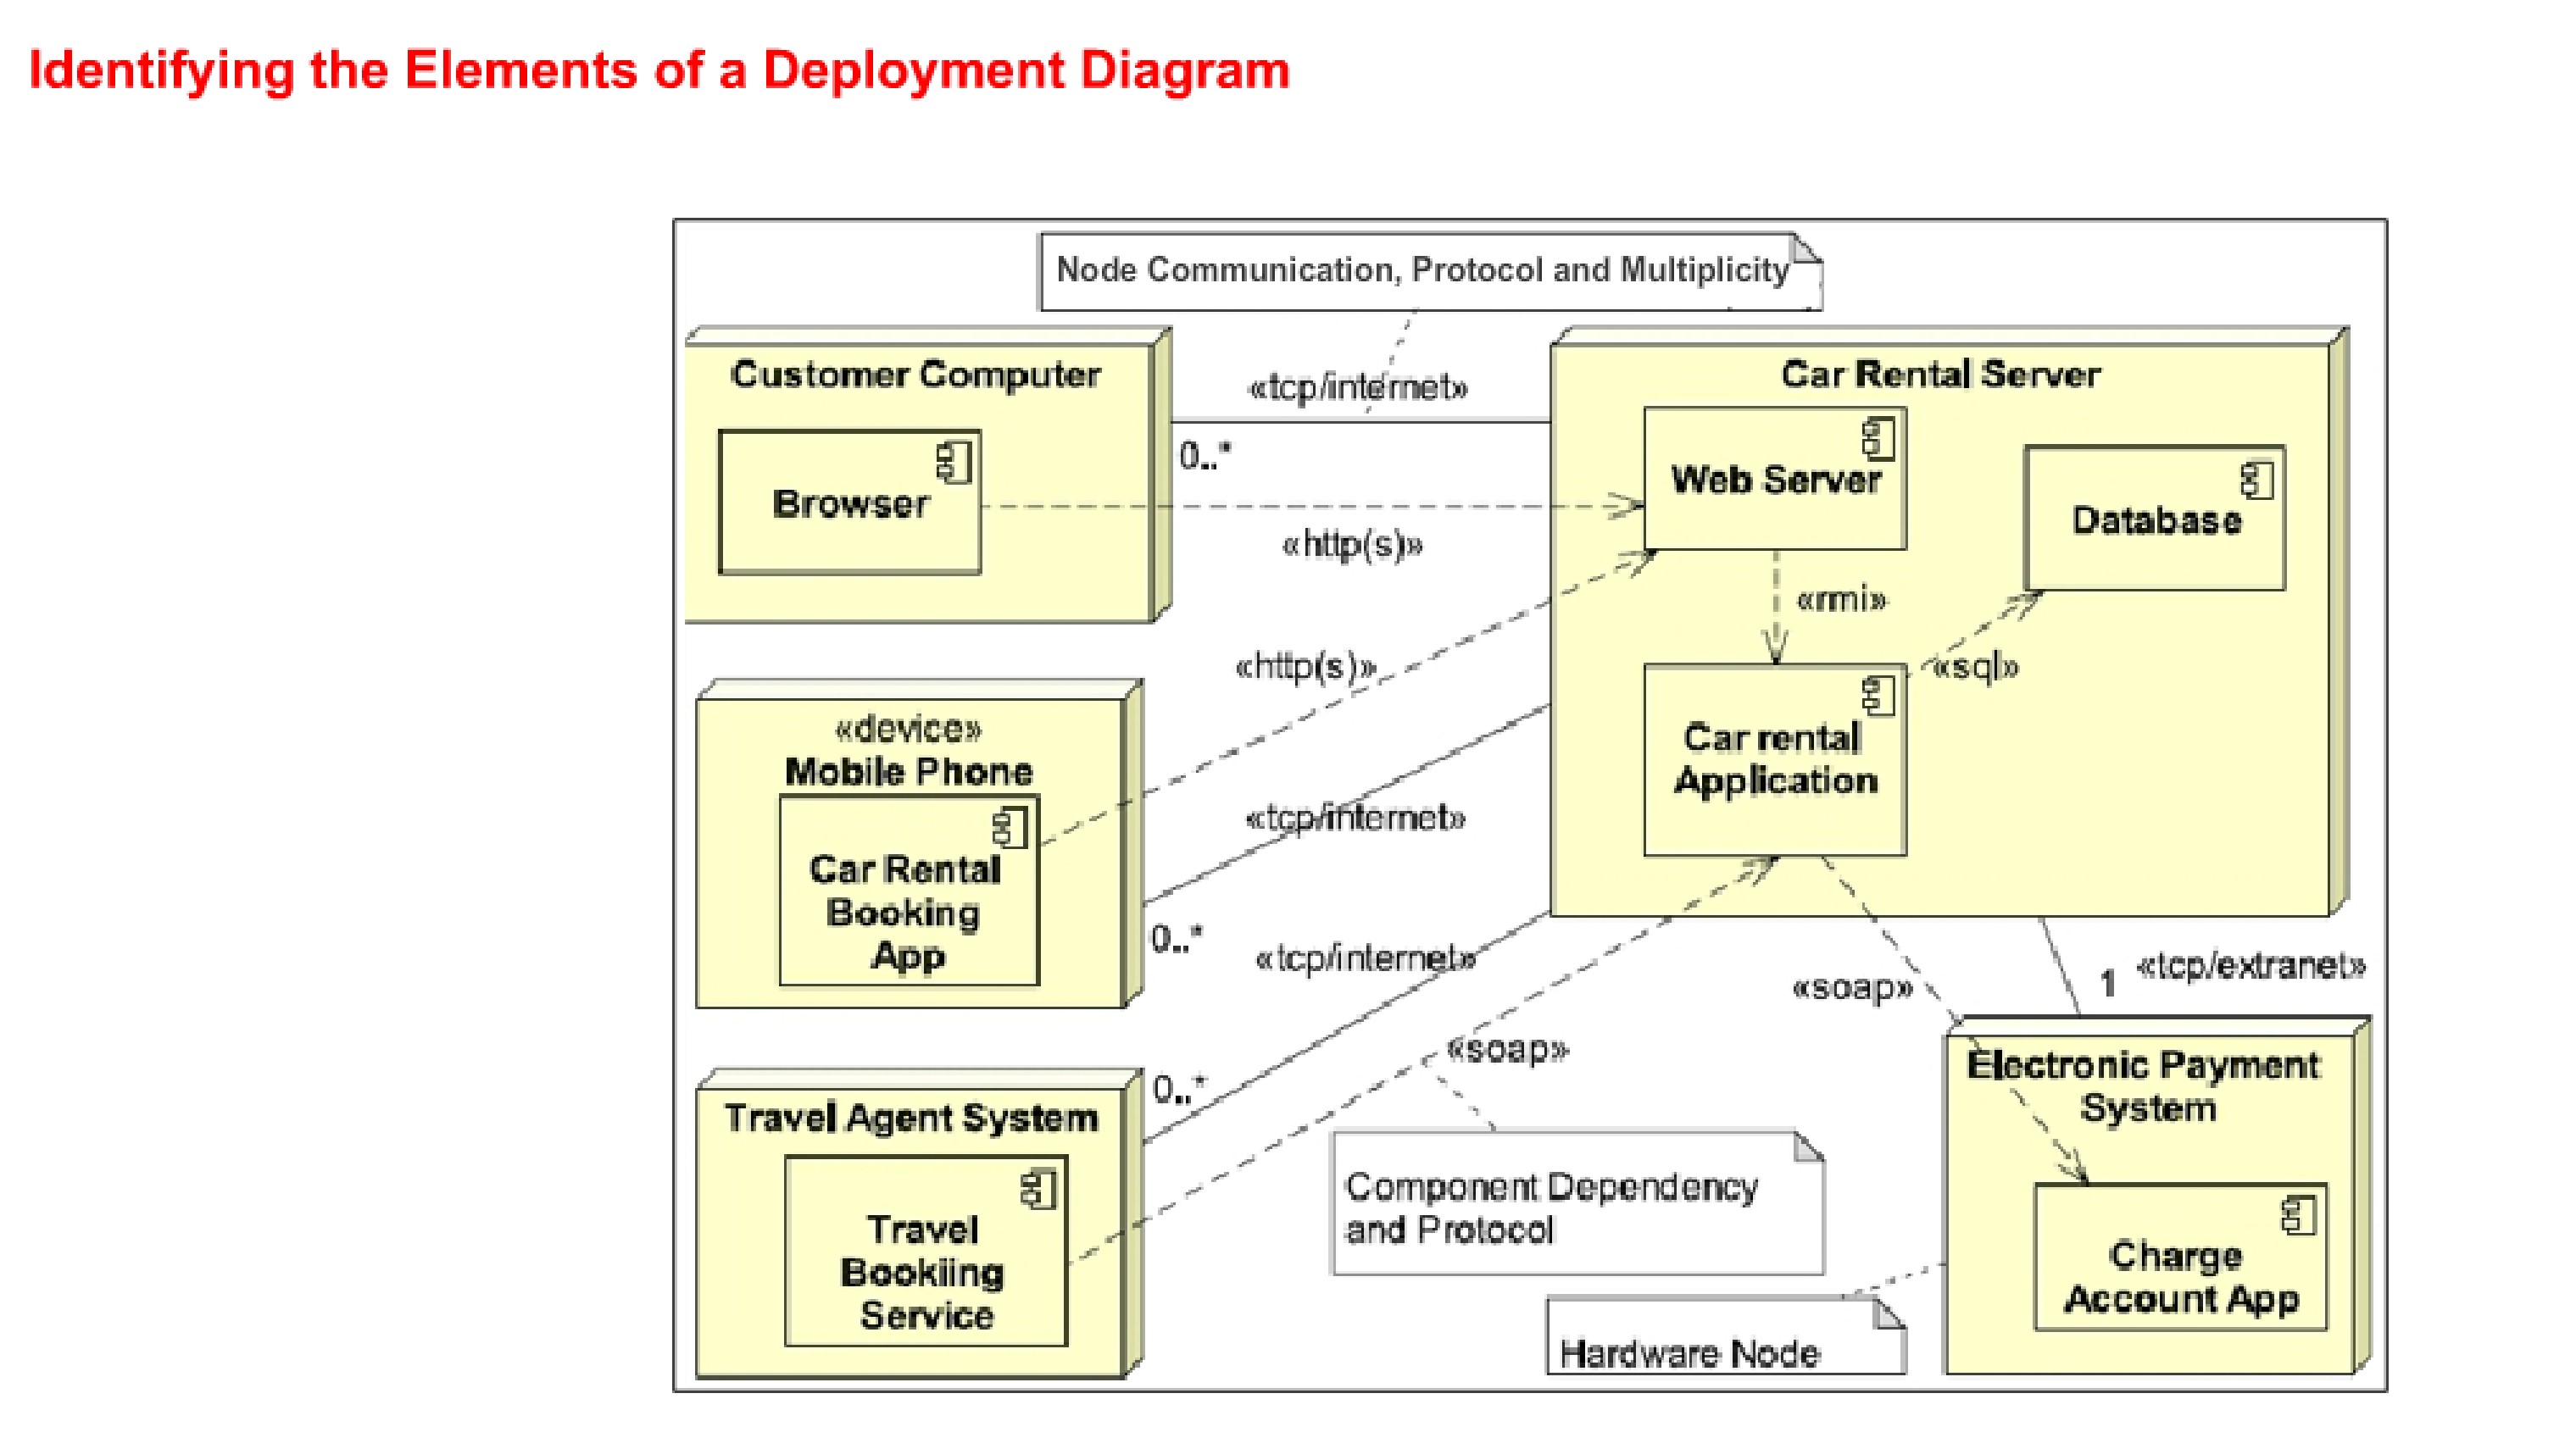 Identifying the Elements of a Deployment Diagram
Node Communication, Protocol and Multiplicity
Customer Computer
«tcp/internet»
Car Rental Server
0..*
Browser
Web Server
Database
«http(s)»
«rmi»
«http(s)»
«sql»
«device»
Mobile Phone
Car rental
Application
«tcp/internet»
Car Rental
Booking
App
0..*
«tcp/internet»
«soap»
1
«tcp/extranet»
«soap»
0..*
Travel Agent System
Electronic Payment
System
Component Dependency
and Protocol
Travel
Bookiing
Service
Charge
Account App
Hardware Node